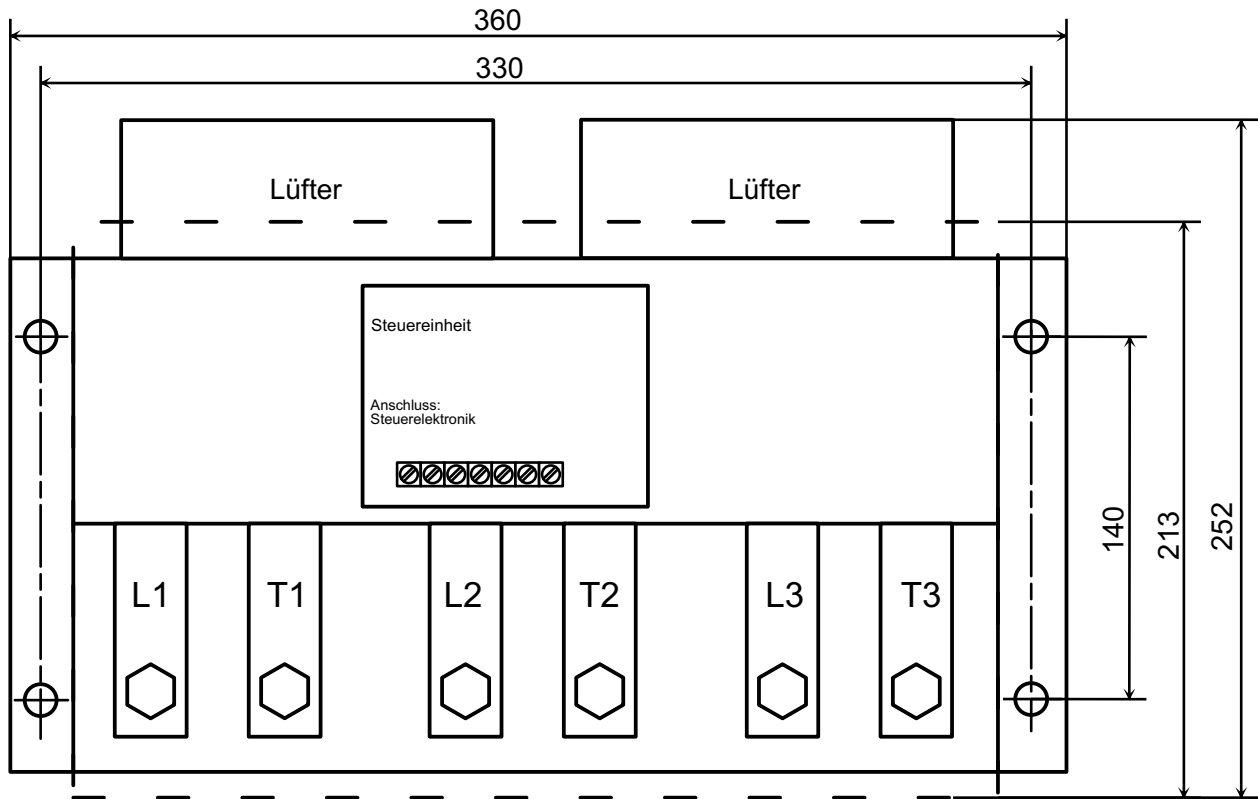 360
330
Lüfter
Lüfter
Steuereinheit
Anschluss:
Steuerelektronik
140
213
252
L1
T1
L2
T2
L3
T3